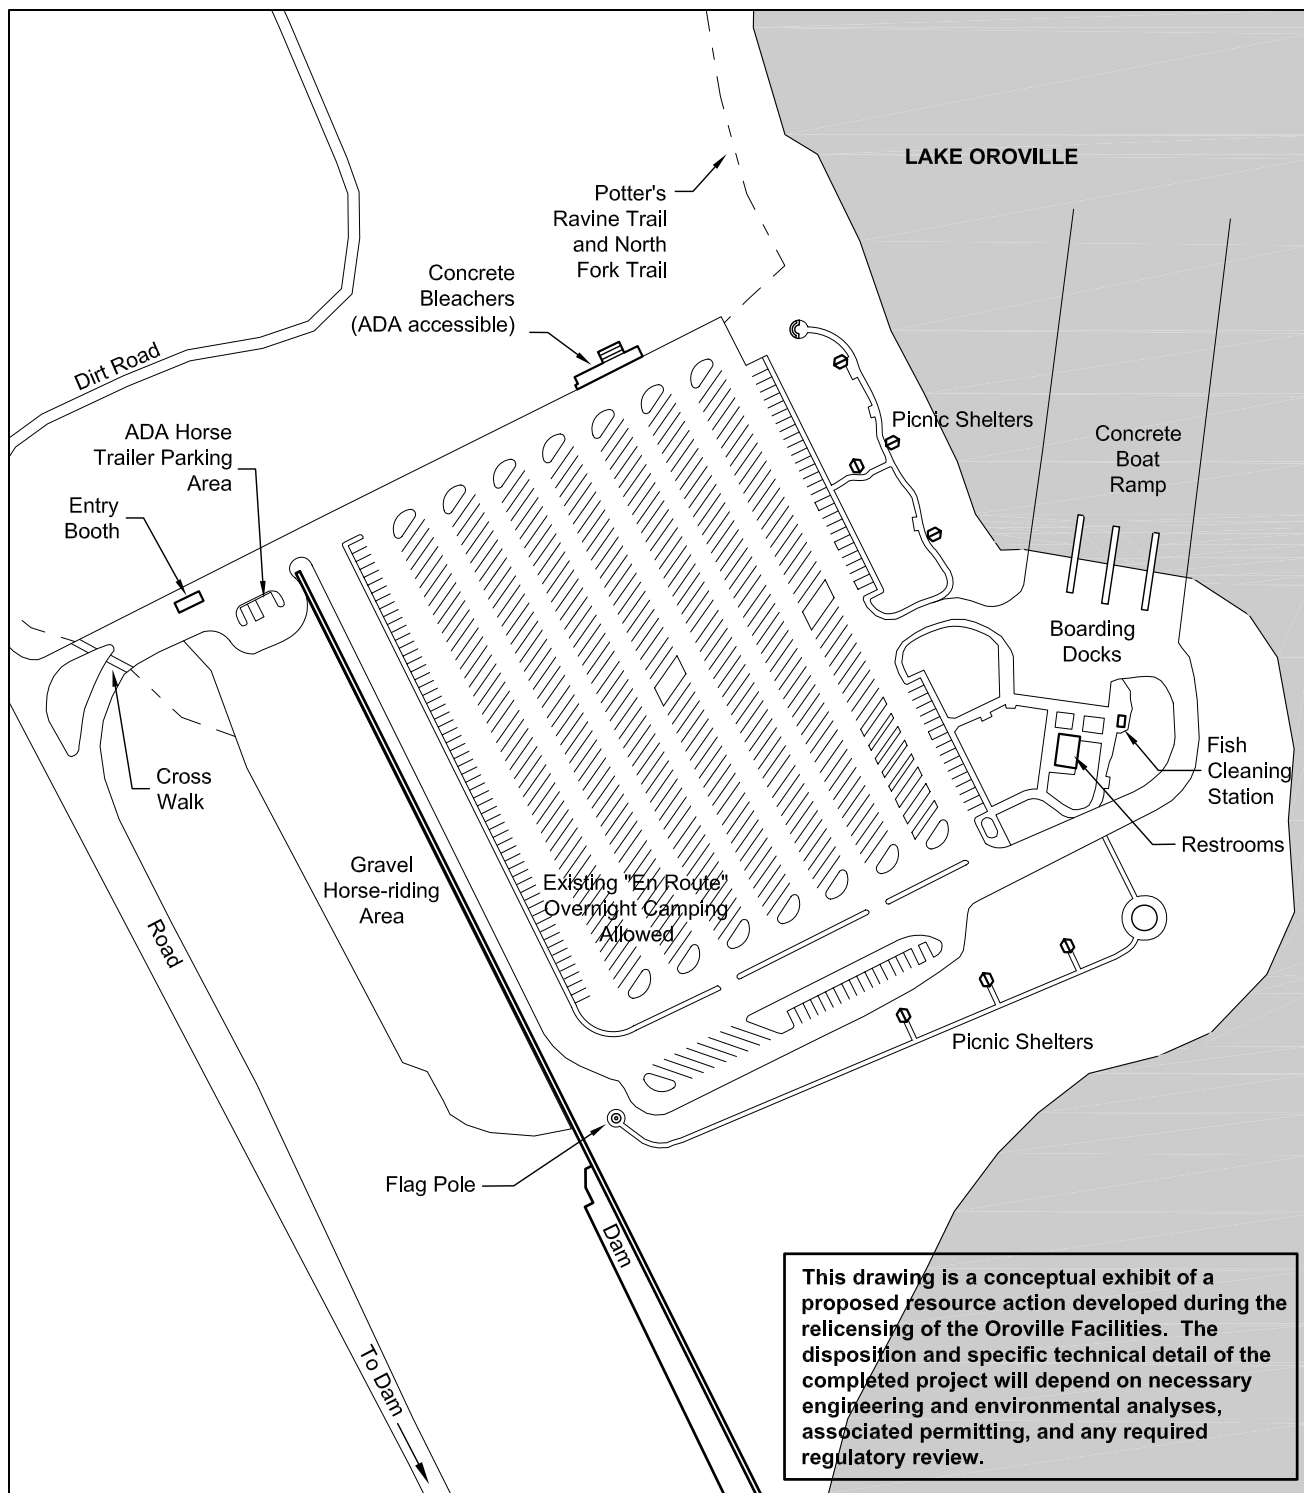 LAKE OROVILLE
Potter's
Ravine Trail
and North
Fork Trail
Concrete
Bleachers
(ADA accessible)
Dirt Road
ADA Horse
Trailer Parking
Area
Entry
Booth
Picnic Shelters
Concrete
Boat
Ramp
Boarding
Docks
Fish
Cleaning
Station
Restrooms
Cross
Walk
Gravel
Horse-riding
Area
Existing "En Route"
Overnight Camping
Allowed
Road
Picnic Shelters
Flag Pole
Dam
To Dam
This drawing is a conceptual exhibit of a
proposed resource action developed during the
relicensing of the Oroville Facilities. The
disposition and specific technical detail of the
completed project will depend on necessary
engineering and environmental analyses,
associated permitting, and any required
regulatory review.